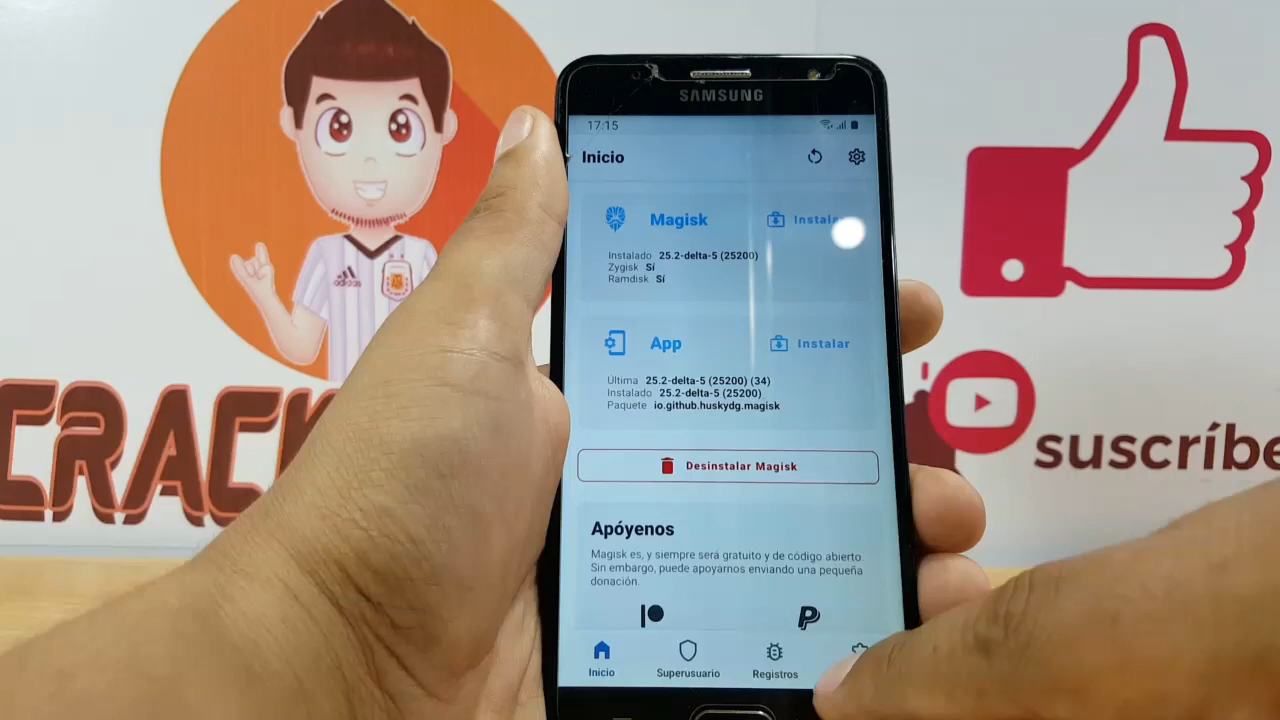 SAMSUNG
17:15
Inicio
Magisk
Instalar
Instalado 25.2-delta-5 (25200)
Zygisk Sí
Ramdisk Sí
App
Instalar
Última 25.2-delta-5 (25200) (34)
Instalado 25.2-delta-5 (25200)
Paquete io.github.huskydg.magisk
Desinstalar Magisk
Apóyenos
Magisk es, y siempre será gratuito y de código abierto.
Sin embargo, puede apoyarnos enviando una pequeña
donación.
Inicio
Superusuario
Registros
adidas
CRACK
suscríbe